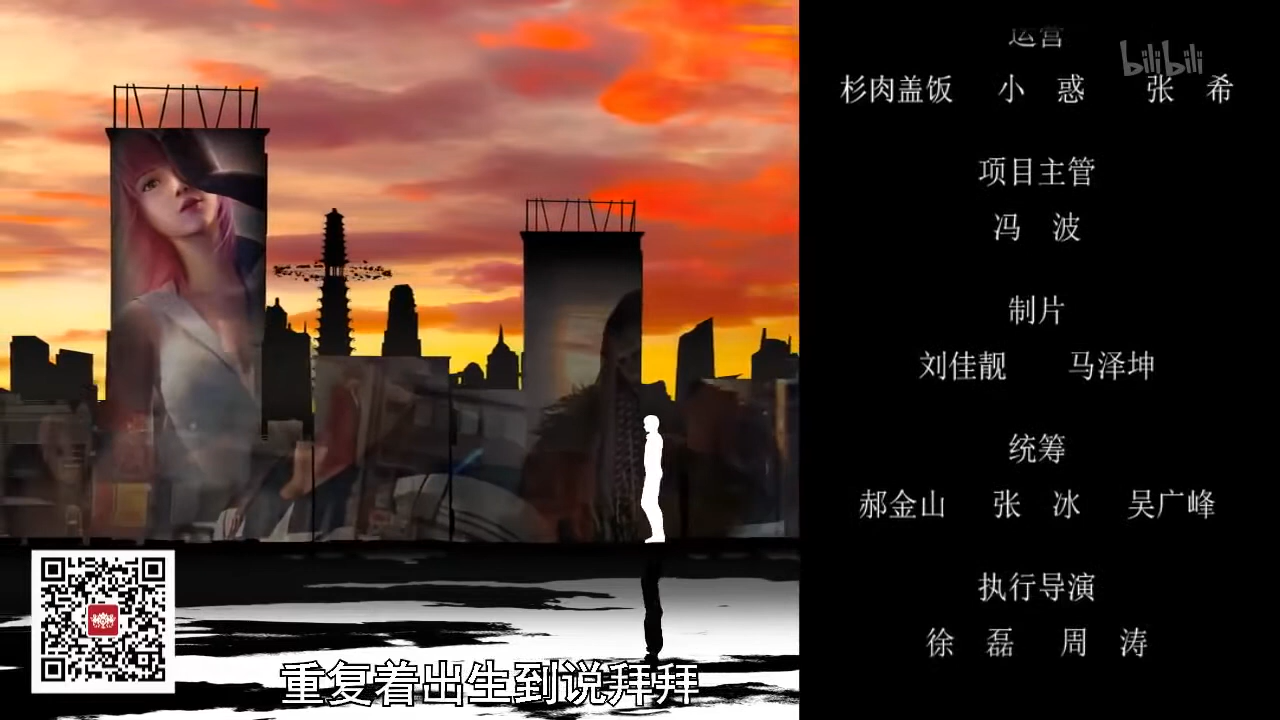 运营
bilibili
杉肉盖饭 小 惑 张 希
项目主管
冯 波
制片
刘佳靓 马泽坤
统筹
郝金山 张 冰 吴广峰
执行导演
徐 磊 周 涛
重复着出生到说拜拜